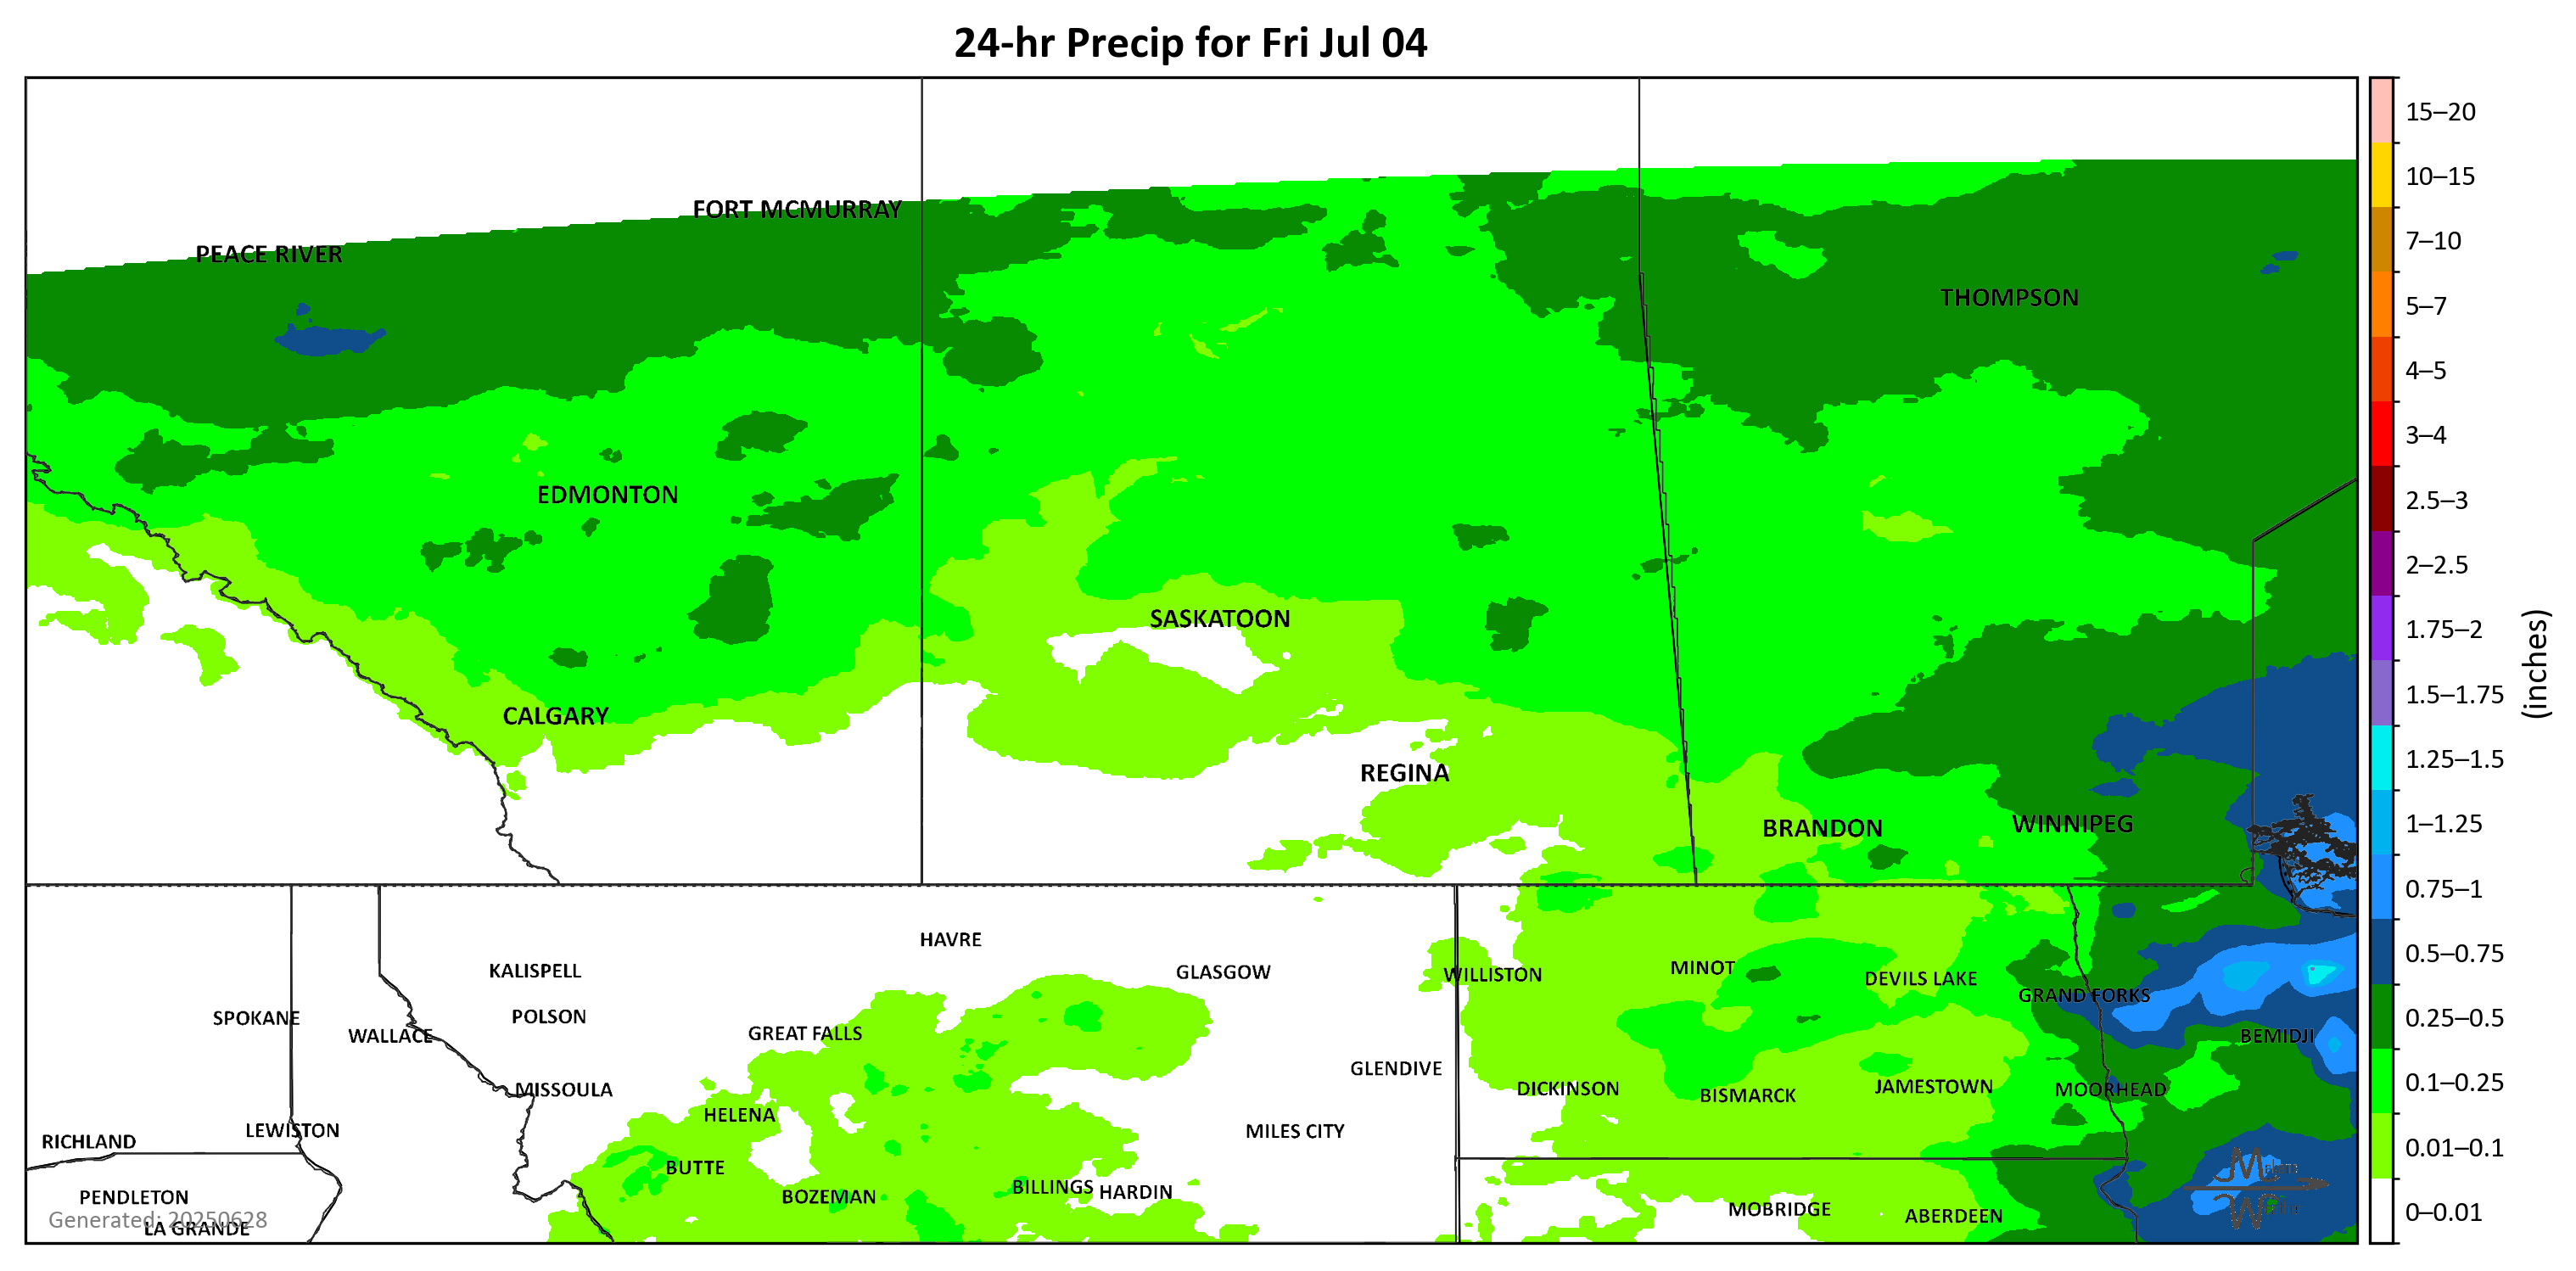 24-hr Precip for Fri Jul 04
15–20
10–15
7–10
5–7
4–5
3–4
2.5–3
2–2.5
1.75–2
1.5–1.75
1.25–1.5
1–1.25
0.75–1
0.5–0.75
0.25–0.5
0.1–0.25
0.01–0.1
0–0.01
(inches)
FORT MCMURRAY
PEACE RIVER
THOMPSON
EDMONTON
SASKATOON
CALGARY
REGINA
BRANDON
WINNIPEG
HAVRE
KALISPELL
GLASGOW
WILLISTON
MINOT
DEVILS LAKE
GRAND FORKS
SPOKANE
POLSON
WALLACE
GREAT FALLS
BEMIDJI
GLENDIVE
MISSOULA
DICKINSON
BISMARCK
JAMESTOWN
MOORHEAD
HELENA
LEWISTON
MILES CITY
RICHLAND
BUTTE
BOZEMAN
BILLINGS
HARDIN
PENDLETON
MOBRIDGE
ABERDEEN
Generated: 20250628
LA GRANDE